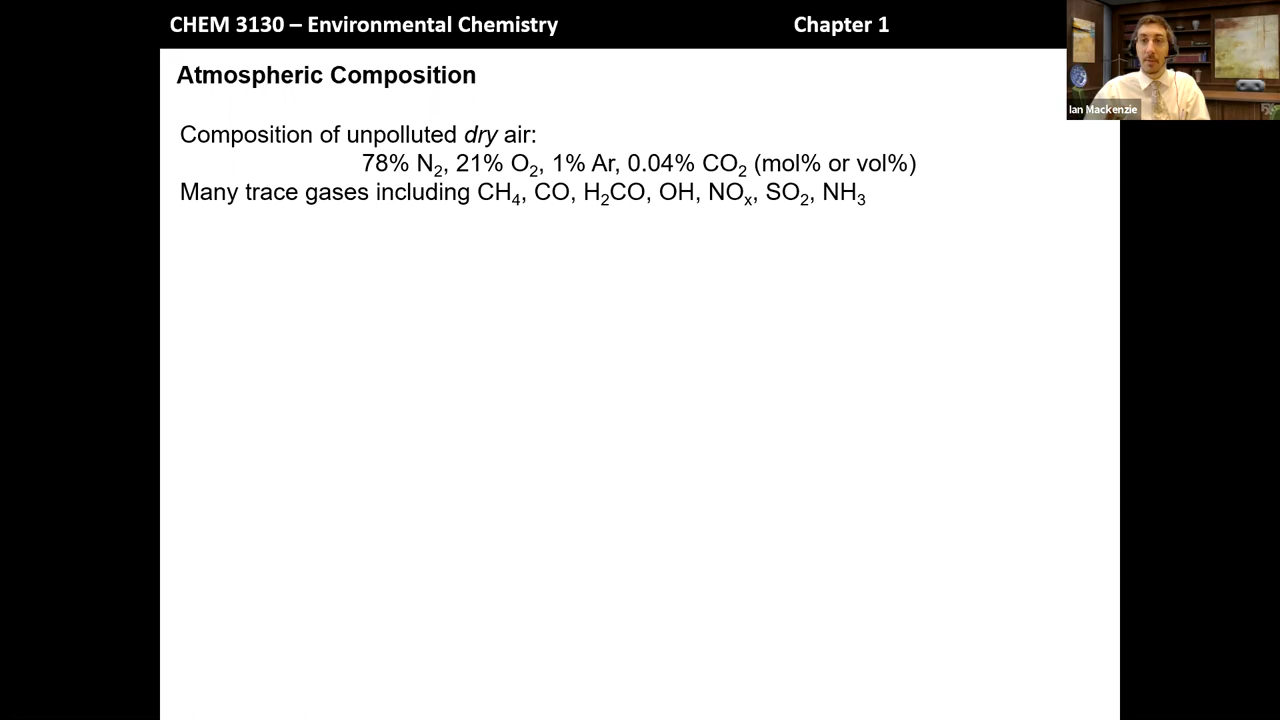 CHEM 3130 – Environmental Chemistry Chapter 1
Ian Mackenzie
Atmospheric Composition
Composition of unpolluted dry air:
78% N₂, 21% O₂, 1% Ar, 0.04% CO₂ (mol% or vol%)
Many trace gases including CH₄, CO, H₂CO, OH, NOₓ, SO₂, NH₃